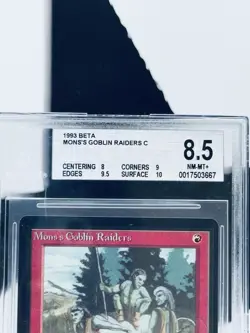 1993 BETA
MONS'S GOBLIN RAIDERS C
8.5
NM-MT+
CENTERING 8 CORNERS 9
EDGES 9.5 SURFACE 10
0017503667
Mons's Goblin Raiders